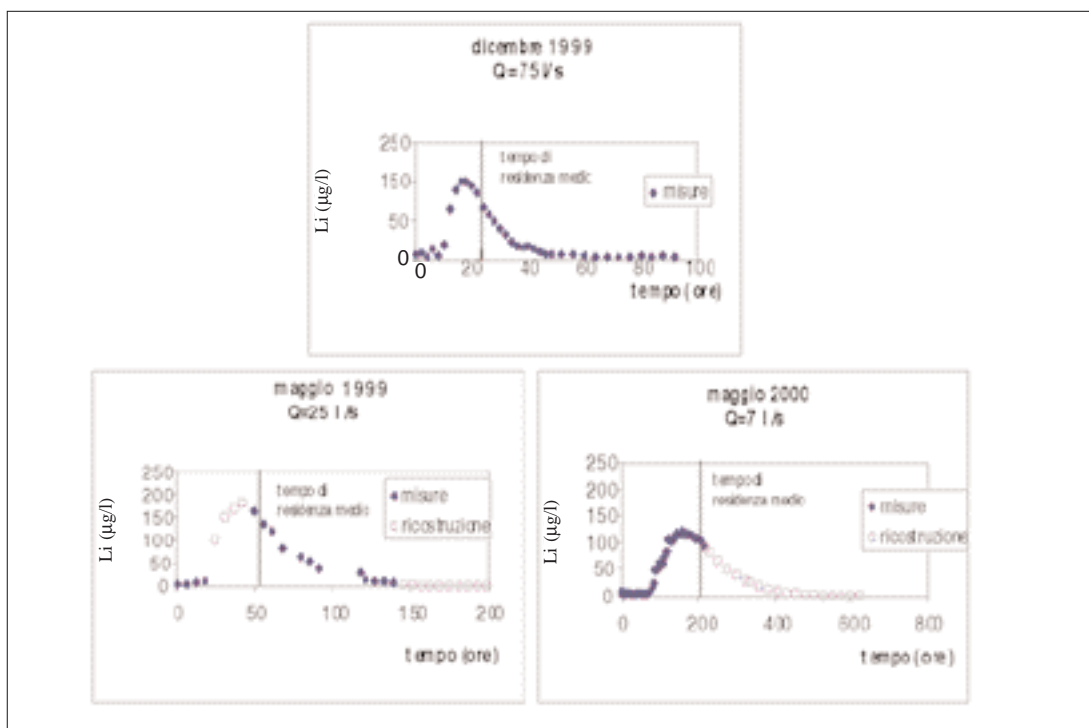 dicembre 1999
Q=75 l/s
Li (µg/l)
250
150
50
0
0 20 40 60 80 100
tempo di
residenza medio
misure
tempo (ore)
maggio 1999
Q=25 l/s
Li (µg/l)
250
200
150
100
50
0
0 50 100 150 200
tempo di
residenza medio
misure
ricostruzione
tempo (ore)
maggio 2000
Q=7 l/s
Li (µg/l)
250
200
150
100
50
0
0 200 400 600 800
tempo di
residenza medio
misure
ricostruzione
tempo (ore)